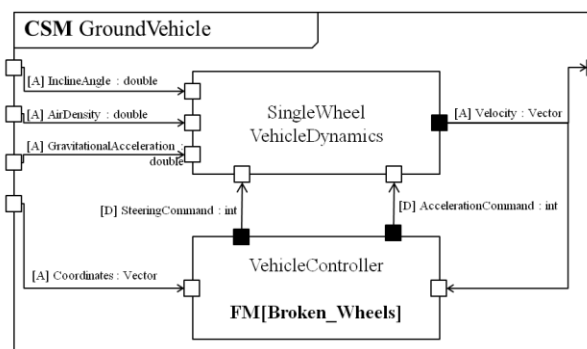 CSM GroundVehicle
[A] InclineAngle : double
[A] AirDensity : double
[A] GravitationalAcceleration :
double
SingleWheel
VehicleDynamics
[A] Velocity : Vector
[D] SteeringCommand : int
[D] AccelerationCommand : int
[A] Coordinates : Vector
VehicleController
FM[Broken_Wheels]